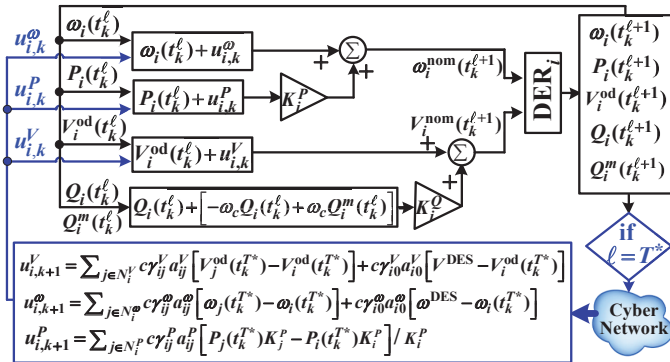 u_{i,k}^ω
u_{i,k}^P
u_{i,k}^V
ω_i(t_k^ℓ)
P_i(t_k^ℓ)
V_i^{od}(t_k^ℓ)
Q_i(t_k^ℓ)
Q_i^m(t_k^ℓ)
ω_i(t_k^ℓ)+u_{i,k}^ω
P_i(t_k^ℓ)+u_{i,k}^P
V_i^{od}(t_k^ℓ)+u_{i,k}^V
Q_i(t_k^ℓ)+[-ω_c Q_i(t_k^ℓ)+ω_c Q_i^m(t_k^ℓ)]
K_i^P
K_i^Q
Σ
+
+
Σ
+
+
ω_i^{nom}(t_k^{ℓ+1})
V_i^{nom}(t_k^{ℓ+1})
DER_i
ω_i(t_k^{ℓ+1})
P_i(t_k^{ℓ+1})
V_i^{od}(t_k^{ℓ+1})
Q_i(t_k^{ℓ+1})
Q_i^m(t_k^{ℓ+1})
if
ℓ=T*
Cyber
Network
u_{i,k+1}^V = ∑_{j∈N_i^V} cγ_{ij}^V a_{ij}^V [V_j^{od}(t_k^{T*})-V_i^{od}(t_k^{T*})]+cγ_{i0}^V a_{i0}^V [V^{DES}-V_i^{od}(t_k^{T*})]
u_{i,k+1}^ω = ∑_{j∈N_i^ω} cγ_{ij}^ω a_{ij}^ω [ω_j(t_k^{T*})-ω_i(t_k^{T*})]+cγ_{i0}^ω a_{i0}^ω [ω^{DES}-ω_i(t_k^{T*})]
u_{i,k+1}^P = ∑_{j∈N_i^P} cγ_{ij}^P a_{ij}^P [P_j(t_k^{T*})K_j^P-P_i(t_k^{T*})K_i^P]/K_i^P